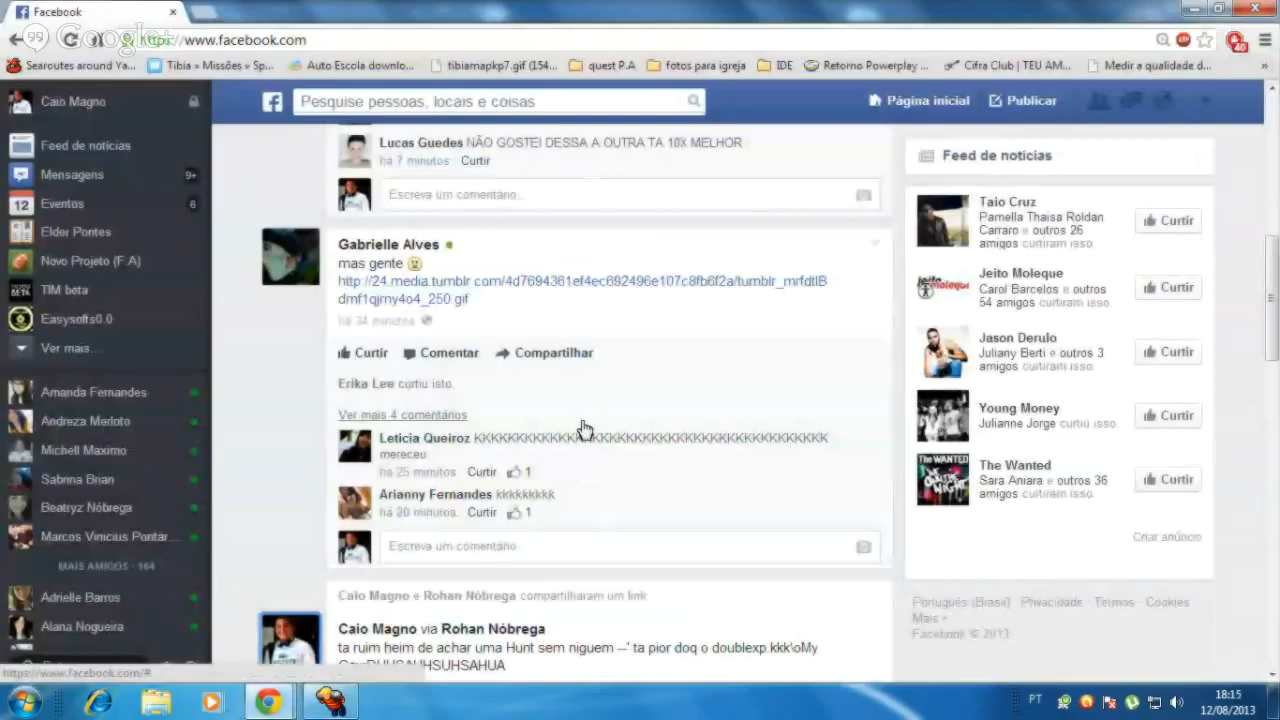 Facebook
Google+
https://www.facebook.com
40
Searoutes around Ya...
Tibia » Missões » Sp...
Auto Escola downlo...
tibiamapkp7.gif (154...
quest P.A
fotos para igreja
IDE
Retorno Powerplay ...
Cifra Club | TEU AM...
Medir a qualidade d...
»
Caio Magno
Pesquise pessoas, locais e coisas
Página inicial
Publicar
Feed de notícias
Mensagens 9+
12 Eventos 6
Elder Pontes
Novo Projeto (F.A)
TIM beta
Easysofts0.0
Ver mais...
Amanda Fernandes
Andreza Merloto
Michell Maximo
Sabrina Brian
Beatryz Nóbrega
Marcos Vinicius Pontar...
MAIS AMIGOS · 164
Adrielle Barros
Alana Nogueira
https://www.facebook.com/#
Lucas Guedes NÃO GOSTEI DESSA A OUTRA TA 10X MELHOR
há 7 minutos Curtir
Escreva um comentário...
Gabrielle Alves
mas gente
http://24.media.tumblr.com/4d7694361ef4ec692496e107c8fb6f2a/tumblr_mrfdtIB
dmf1qjrny4o4_250.gif
há 34 minutos
Curtir Comentar Compartilhar
Erika Lee curtiu isto.
Ver mais 4 comentários
Leticia Queiroz KKKKKKKKKKKKKKKKKKKKKKKKKKKKKKKKKKKKKKKKKK
mereceu
há 25 minutos Curtir 1
Arianny Fernandes kkkkkkkkk
há 20 minutos Curtir 1
Escreva um comentário...
Caio Magno e Rohan Nóbrega compartilharam um link.
Caio Magno via Rohan Nóbrega
ta ruim heim de achar uma Hunt sem niguem --' ta pior doq o doublexp.kkk\oMy
Feed de notícias
Taio Cruz
Pamella Thaisa Roldan
Carraro e outros 26
amigos curtiram isso.
Curtir
Jeito Moleque
Carol Barcelos e outros
54 amigos curtiram isso.
Curtir
Jason Derulo
Juliany Berti e outros 3
amigos curtiram isso.
Curtir
Young Money
Julianne Jorge curtiu isso.
Curtir
The Wanted
Sara Aniara e outros 36
amigos curtiram isso.
Curtir
Criar anúncio
Português (Brasil) Privacidade · Termos · Cookies
Mais
Facebook © 2013
PT
18:15
12/08/2013